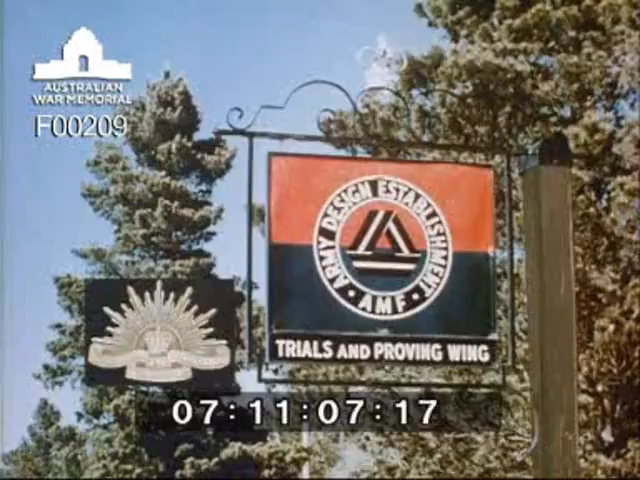 AUSTRALIAN
WAR MEMORIAL
F00209
ARMY DESIGN ESTABLISHMENT
· AMF ·
TRIALS AND PROVING WING
07:11:07:17